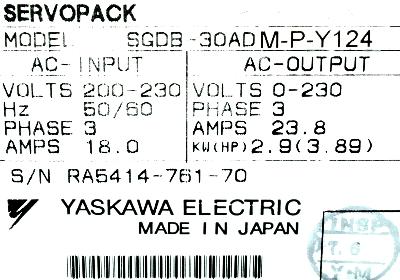 SERVOPACK
MODEL SGDB-30ADM-P-Y124
AC-INPUT AC-OUTPUT
VOLTS 200-230 VOLTS 0-230
Hz 50/60 PHASE 3
PHASE 3 AMPS 23.8
AMPS 18.0 KW(HP) 2.9(3.89)
S/N RA5414-761-70
YASKAWA ELECTRIC
MADE IN JAPAN
INSP
Y-M